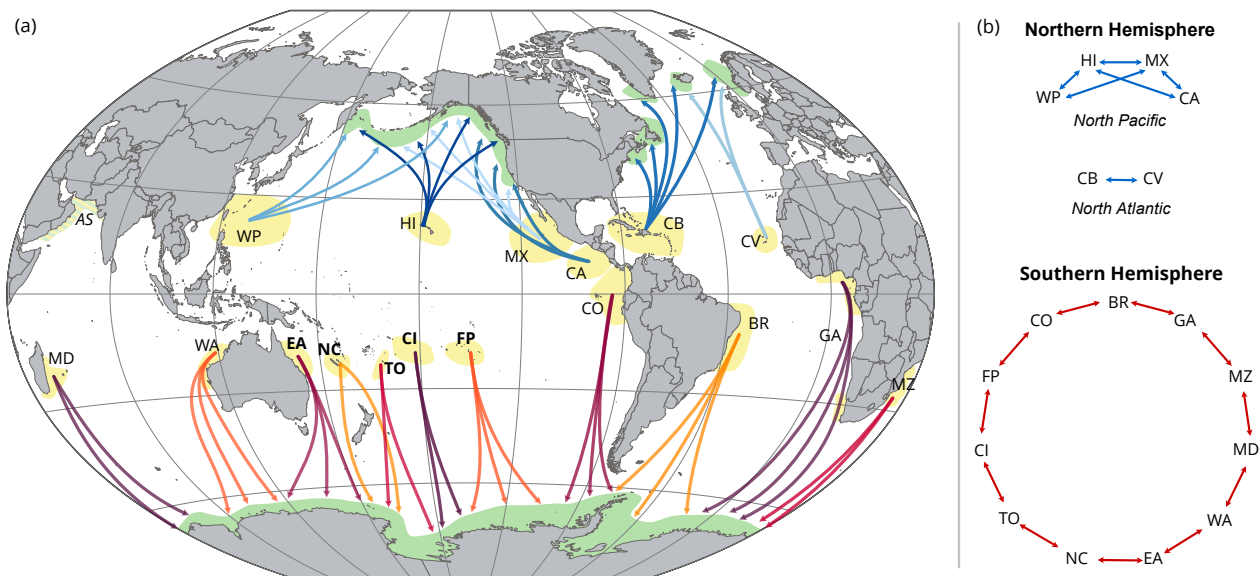 (a)
AS
WP
HI
MX
CA
CB
CV
CO
BR
GA
MZ
MD
WA
EA
NC
TO
CI
FP
(b)
Northern Hemisphere
HI MX
WP CA
North Pacific
CB CV
North Atlantic
Southern Hemisphere
BR
CO GA
FP MZ
CI MD
TO WA
NC EA